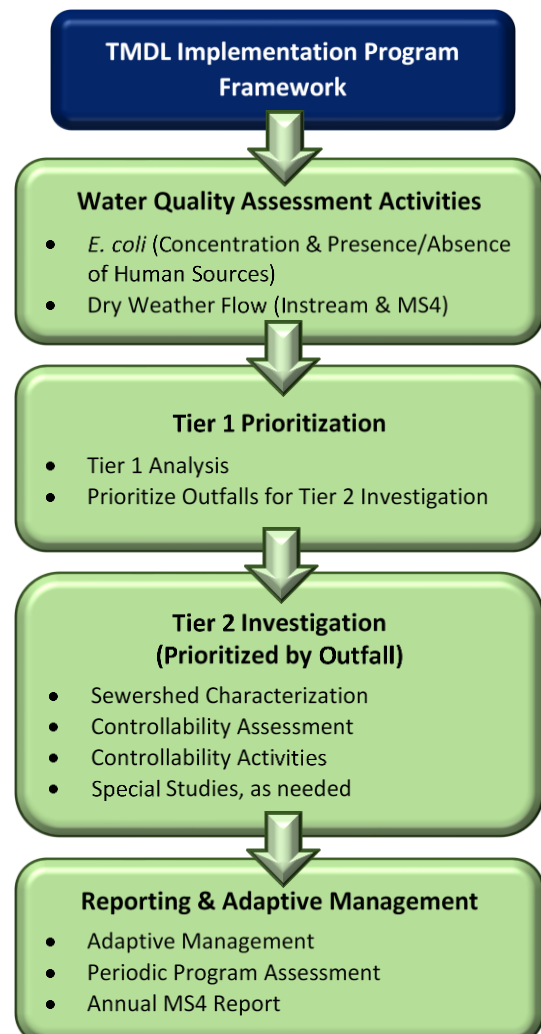 TMDL Implementation Program
Framework
Water Quality Assessment Activities
• E. coli (Concentration & Presence/Absence
of Human Sources)
• Dry Weather Flow (Instream & MS4)
Tier 1 Prioritization
• Tier 1 Analysis
• Prioritize Outfalls for Tier 2 Investigation
Tier 2 Investigation
(Prioritized by Outfall)
• Sewershed Characterization
• Controllability Assessment
• Controllability Activities
• Special Studies, as needed
Reporting & Adaptive Management
• Adaptive Management
• Periodic Program Assessment
• Annual MS4 Report